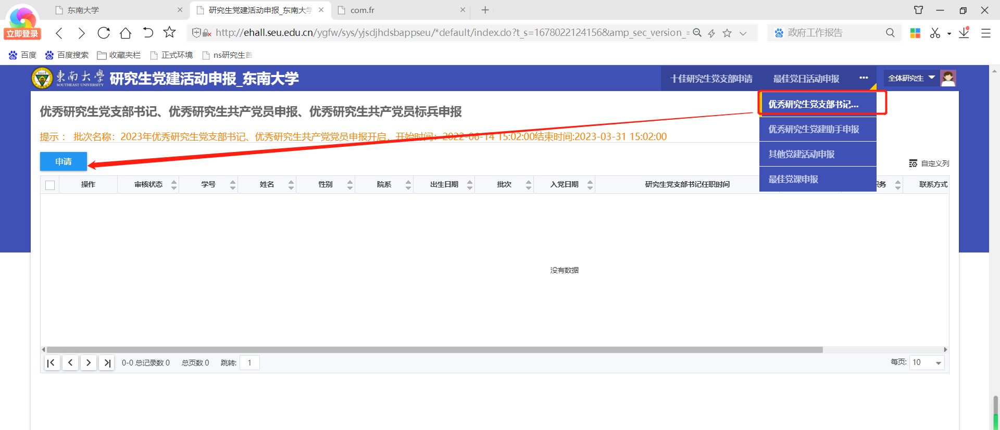 东南大学
研究生党建活动申报_东南大学
com.fr
立即登录
http://ehall.seu.edu.cn/ygfw/sys/yjsdjhdsbappseu/*default/index.do?t_s=1678022124156&amp_sec_version_=
政府工作报告
百度
百度搜索
收藏夹栏
正式环境
ns研究生首
東南大學
SOUTHEAST UNIVERSITY
研究生党建活动申报_东南大学
十佳研究生党支部申请
最佳党日活动申报
•••
全体研究生
优秀研究生党支部书记...
优秀研究生党建助手申报
其他党建活动申报
最佳党课申报
优秀研究生党支部书记、优秀研究生共产党员申报、优秀研究生共产党员标兵申报
提示： 批次名称：2023年优秀研究生党支部书记、优秀研究生共产党党员申报开启，开始时间：2022-06-14 15:02:00结束时间:2023-03-31 15:02:00
申请
自定义列
操作
审核状态
学号
姓名
性别
院系
出生日期
批次
入党日期
研究生党支部书记任职时间
职务
联系方式
没有数据
0-0 总记录数 0
总页数 0
跳转:
1
每页:
10